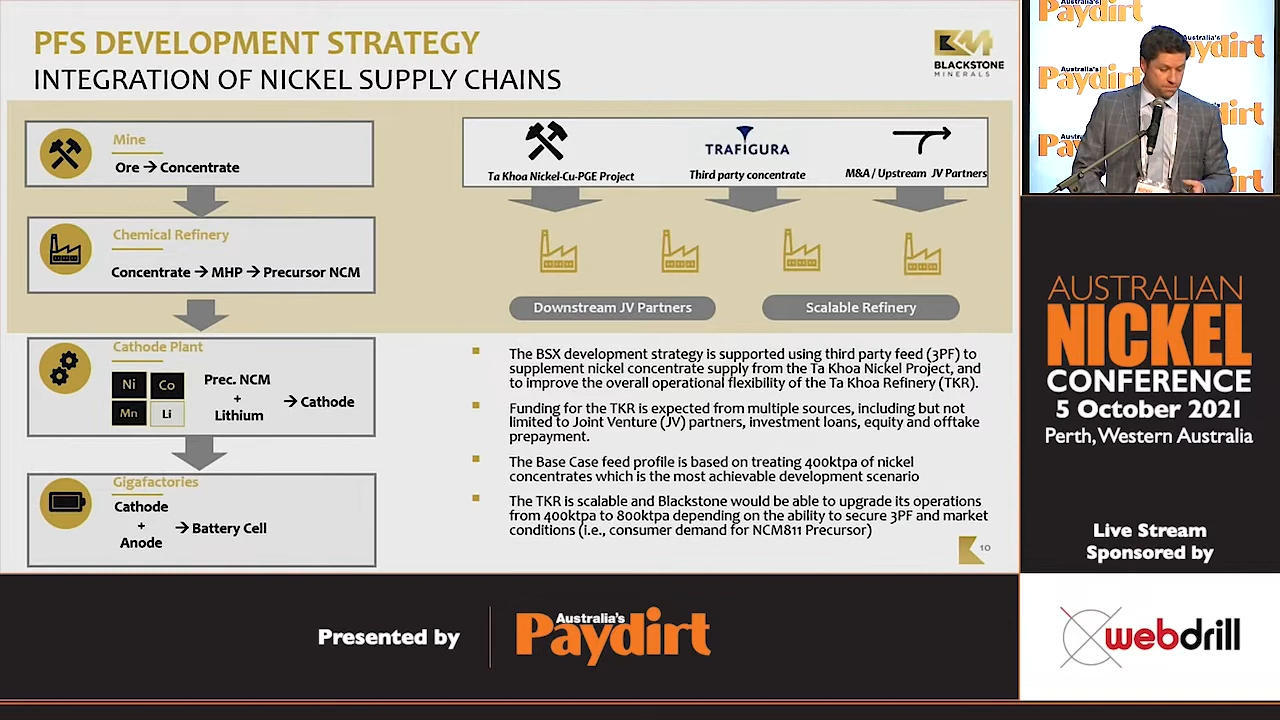 PFS DEVELOPMENT STRATEGY
INTEGRATION OF NICKEL SUPPLY CHAINS
BLACKSTONE
MINERALS
Mine
Ore → Concentrate
Chemical Refinery
Concentrate → MHP → Precursor NCM
Cathode Plant
Ni Co
Mn Li
Prec. NCM
+
Lithium
→ Cathode
Gigafactories
Cathode
+
Anode
→ Battery Cell
Ta Khoa Nickel-Cu-PGE Project
TRAFIGURA
Third party concentrate
M&A / Upstream JV Partners
Downstream JV Partners
Scalable Refinery
The BSX development strategy is supported using third party feed (3PF) to
supplement nickel concentrate supply from the Ta Khoa Nickel Project, and
to improve the overall operational flexibility of the Ta Khoa Refinery (TKR).
Funding for the TKR is expected from multiple sources, including but not
limited to Joint Venture (JV) partners, investment loans, equity and offtake
prepayment.
The Base Case feed profile is based on treating 400ktpa of nickel
concentrates which is the most achievable development scenario
The TKR is scalable and Blackstone would be able to upgrade its operations
from 400ktpa to 800ktpa depending on the ability to secure 3PF and market
conditions (i.e., consumer demand for NCM811 Precursor)
10
Australia's
Paydirt
AUSTRALIAN
NICKEL
CONFERENCE
5 October 2021
Perth, Western Australia
Live Stream
Sponsored by
webdrill
Presented by
Australia's
Paydirt